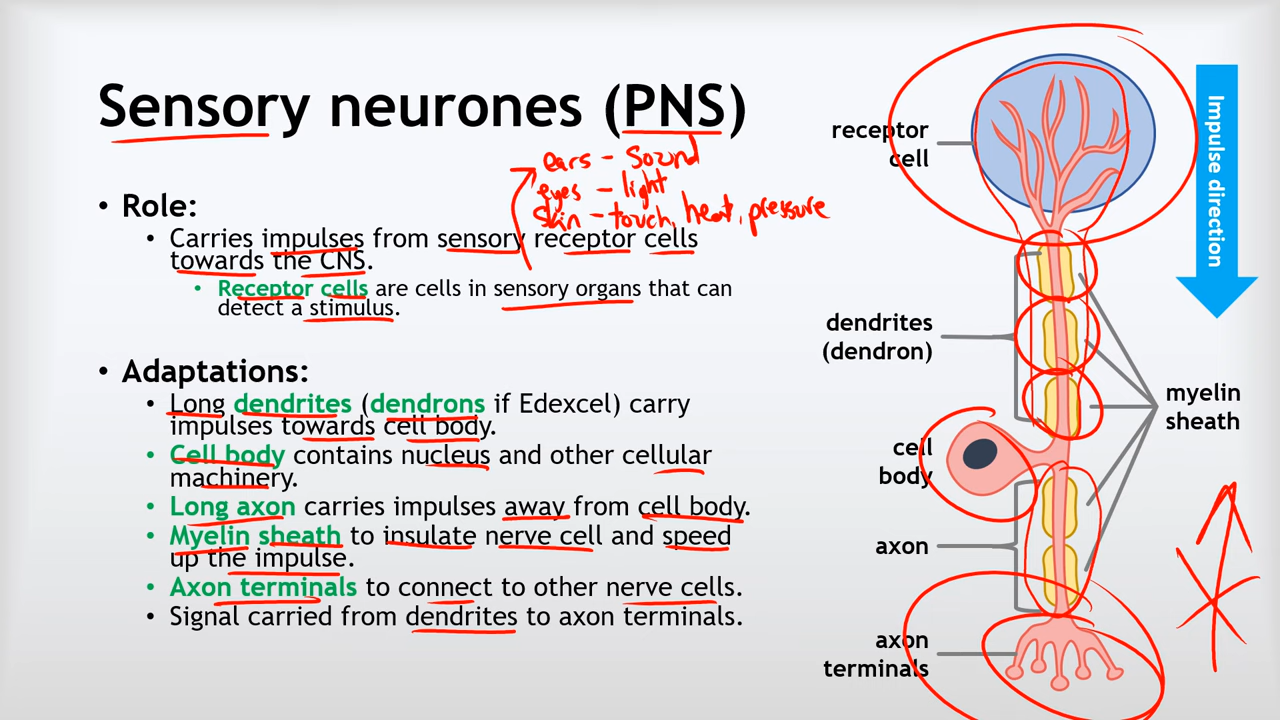 Sensory neurones (PNS)
ears - sound
eyes - light
skin - touch, heat, pressure
• Role:
• Carries impulses from sensory receptor cells
towards the CNS.
• Receptor cells are cells in sensory organs that can
detect a stimulus.
• Adaptations:
• Long dendrites (dendrons if Edexcel) carry
impulses towards cell body.
• Cell body contains nucleus and other cellular
machinery.
• Long axon carries impulses away from cell body.
• Myelin sheath to insulate nerve cell and speed
up the impulse.
• Axon terminals to connect to other nerve cells.
• Signal carried from dendrites to axon terminals.
receptor
cell
dendrites
(dendron)
cell
body
axon
axon
terminals
myelin
sheath
Impulse direction